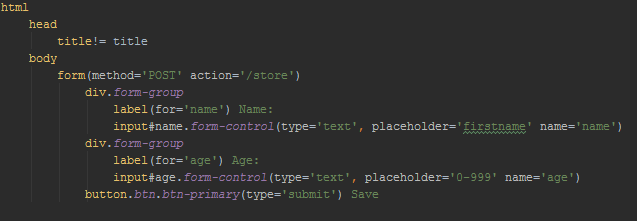 html
    head
        title!= title
    body
        form(method='POST' action='/store')
            div.form-group
                label(for='name') Name:
                input#name.form-control(type='text', placeholder='firstname' name='name')
            div.form-group
                label(for='age') Age:
                input#age.form-control(type='text', placeholder='0-999' name='age')
            button.btn.btn-primary(type='submit') Save